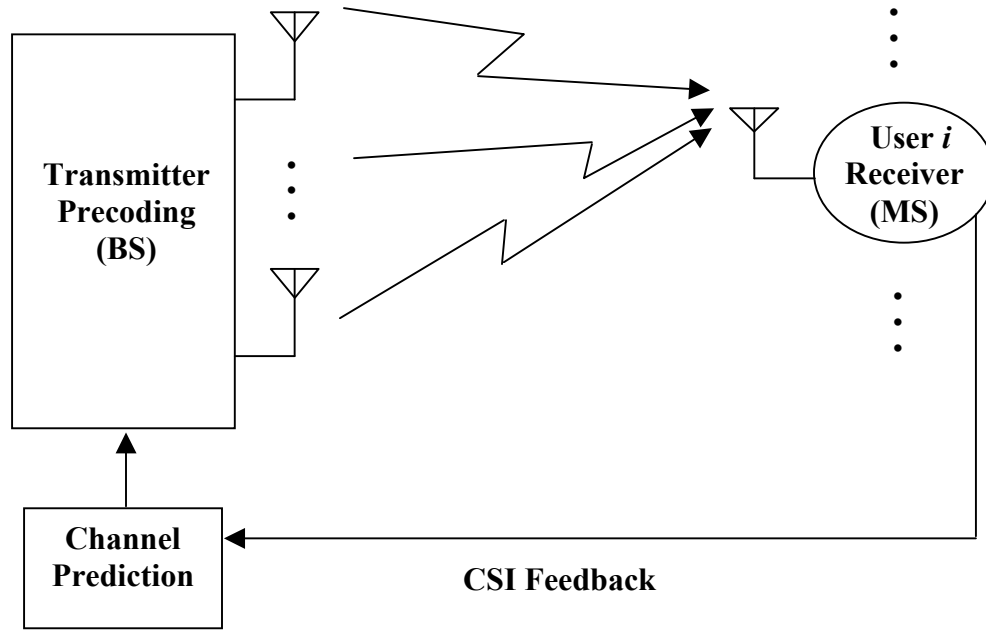 Transmitter
Precoding
(BS)
User i
Receiver
(MS)
Channel
Prediction
CSI Feedback